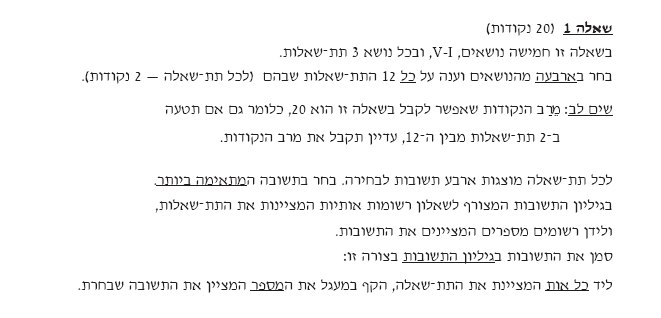 שאלה 1 (20 נקודות)
בשאלה זו חמישה נושאים, V-I, ובכל נושא 3 תת-שאלות.
בחר בארבעה מהנושאים וענה על כל 12 התת-שאלות שבהם (לכל תת-שאלה — 2 נקודות).
שים לב: מֵרַב הנקודות שאפשר לקבל בשאלה זו הוא 20, כלומר גם אם תטעה
ב-2 תת-שאלות מבין ה-12, עדיין תקבל את מרב הנקודות.
לכל תת-שאלה מוצגות ארבע תשובות לבחירה. בחר בתשובה המתאימה ביותר.
בגיליון התשובות המצורף לשאלון רשומות אותיות המציינות את התת-שאלות,
ולידן רשומים מספרים המציינים את התשובות.
סמן את התשובות בגיליון התשובות בצורה זו:
ליד כל אות המציינת את התת-שאלה, הקף במעגל את המספר המציין את התשובה שבחרת.